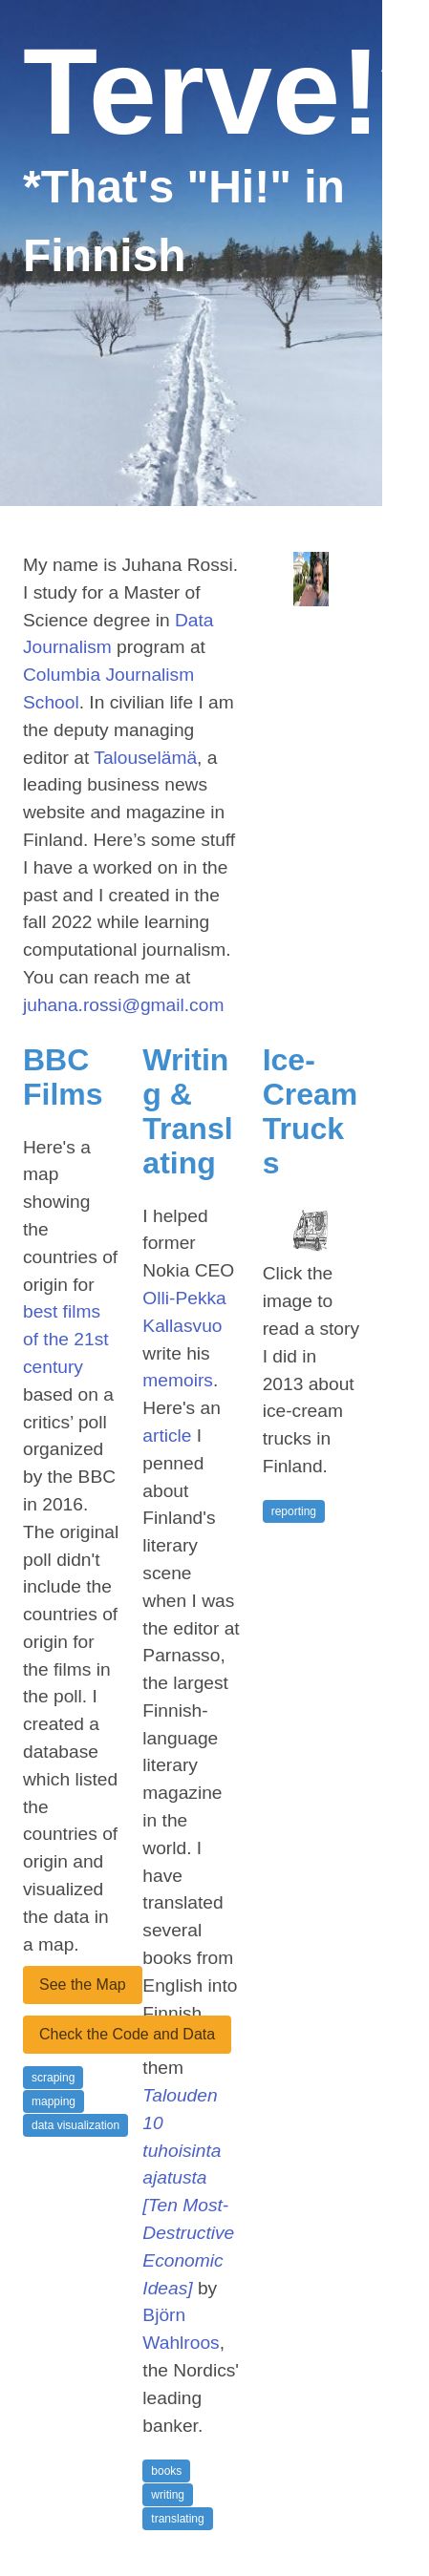 Terve!
*That's "Hi!" in
Finnish
My name is Juhana Rossi.
I study for a Master of
Science degree in Data
Journalism program at
Columbia Journalism
School. In civilian life I am
the deputy managing
editor at Talouselämä, a
leading business news
website and magazine in
Finland. Here’s some stuff
I have a worked on in the
past and I created in the
fall 2022 while learning
computational journalism.
You can reach me at
juhana.rossi@gmail.com
BBC
Films
Here's a
map
showing
the
countries of
origin for
best films
of the 21st
century
based on a
critics’ poll
organized
by the BBC
in 2016.
The original
poll didn't
include the
countries of
origin for
the films in
the poll. I
created a
database
which listed
the
countries of
origin and
visualized
the data in
a map.
See the Map
Check the Code and Data
scraping
mapping
data visualization
Writin
g &
Transl
ating
I helped
former
Nokia CEO
Olli-Pekka
Kallasvuo
write his
memoirs.
Here's an
article I
penned
about
Finland's
literary
scene
when I was
the editor at
Parnasso,
the largest
Finnish-
language
literary
magazine
in the
world. I
have
translated
several
books from
English into
Finnish
them
Talouden
10
tuhoisinta
ajatusta
[Ten Most-
Destructive
Economic
Ideas] by
Björn
Wahlroos,
the Nordics'
leading
banker.
books
writing
translating
Ice-
Cream
Truck
s
Click the
image to
read a story
I did in
2013 about
ice-cream
trucks in
Finland.
reporting